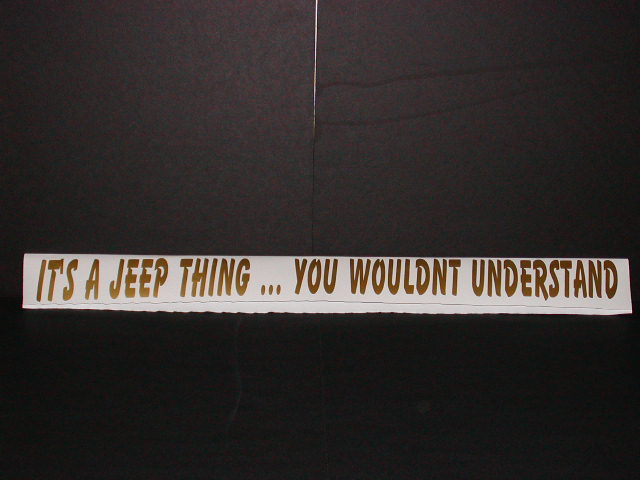 IT'S A JEEP THING ... YOU WOULDNT UNDERSTAND